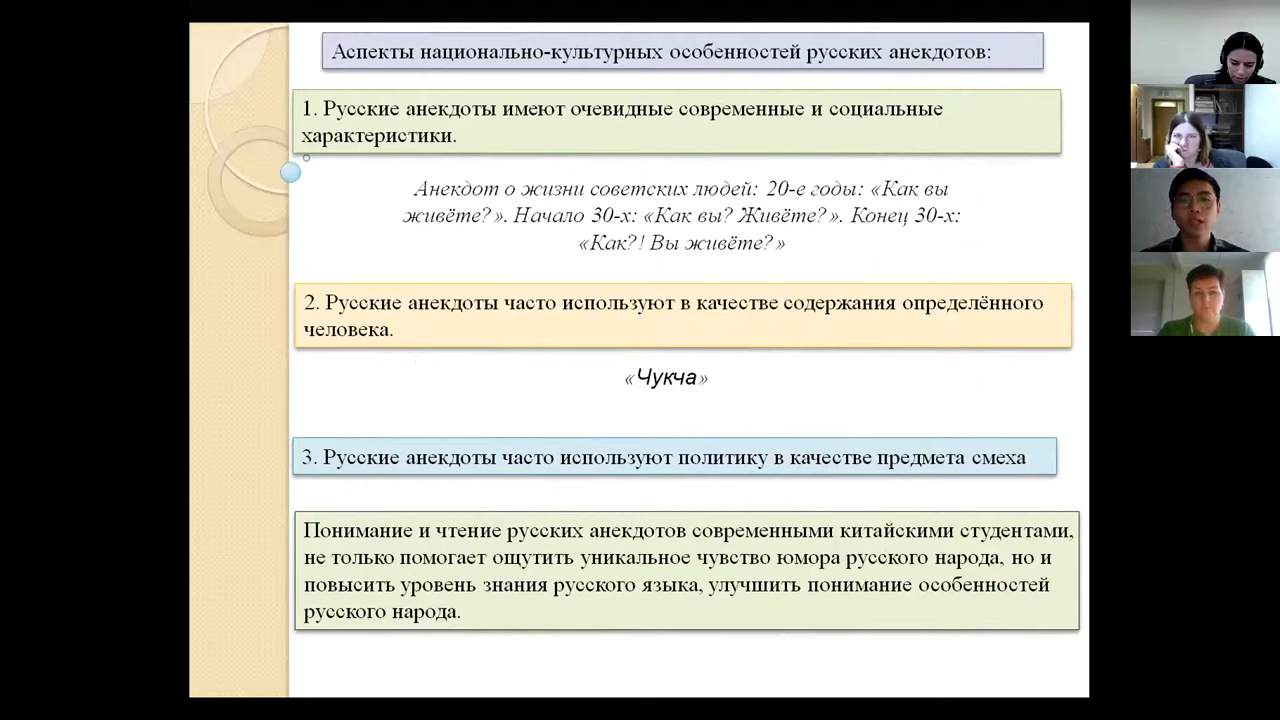 Аспекты национально-культурных особенностей русских анекдотов:
1. Русские анекдоты имеют очевидные современные и социальные
характеристики.
Анекдот о жизни советских людей: 20-е годы: «Как вы
живёте?». Начало 30-х: «Как вы? Живёте?». Конец 30-х:
«Как?! Вы живёте?»
2. Русские анекдоты часто используют в качестве содержания определённого
человека.
«Чукча»
3. Русские анекдоты часто используют политику в качестве предмета смеха
Понимание и чтение русских анекдотов современными китайскими студентами,
не только помогает ощутить уникальное чувство юмора русского народа, но и
повысить уровень знания русского языка, улучшить понимание особенностей
русского народа.